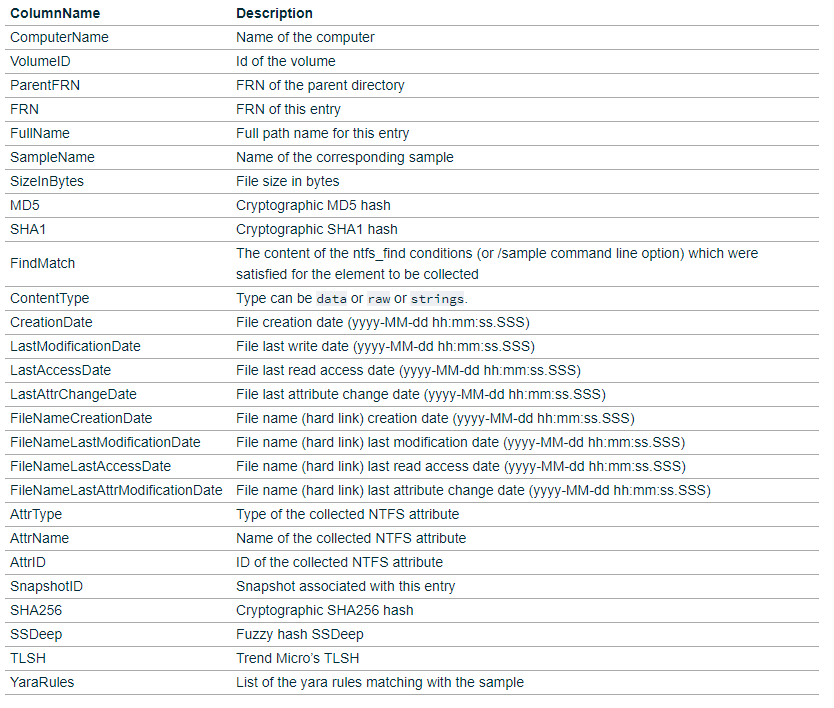 ColumnName Description
ComputerName Name of the computer
VolumeID Id of the volume
ParentFRN FRN of the parent directory
FRN FRN of this entry
FullName Full path name for this entry
SampleName Name of the corresponding sample
SizeInBytes File size in bytes
MD5 Cryptographic MD5 hash
SHA1 Cryptographic SHA1 hash
FindMatch The content of the ntfs_find conditions (or /sample command line option) which were
satisfied for the element to be collected
ContentType Type can be data or raw or strings.
CreationDate File creation date (yyyy-MM-dd hh:mm:ss.SSS)
LastModificationDate File last write date (yyyy-MM-dd hh:mm:ss.SSS)
LastAccessDate File last read access date (yyyy-MM-dd hh:mm:ss.SSS)
LastAttrChangeDate File last attribute change date (yyyy-MM-dd hh:mm:ss.SSS)
FileNameCreationDate File name (hard link) creation date (yyyy-MM-dd hh:mm:ss.SSS)
FileNameLastModificationDate File name (hard link) last modification date (yyyy-MM-dd hh:mm:ss.SSS)
FileNameLastAccessDate File name (hard link) last read access date (yyyy-MM-dd hh:mm:ss.SSS)
FileNameLastAttrModificationDate File name (hard link) last attribute change date (yyyy-MM-dd hh:mm:ss.SSS)
AttrType Type of the collected NTFS attribute
AttrName Name of the collected NTFS attribute
AttrID ID of the collected NTFS attribute
SnapshotID Snapshot associated with this entry
SHA256 Cryptographic SHA256 hash
SSDeep Fuzzy hash SSDeep
TLSH Trend Micro’s TLSH
YaraRules List of the yara rules matching with the sample